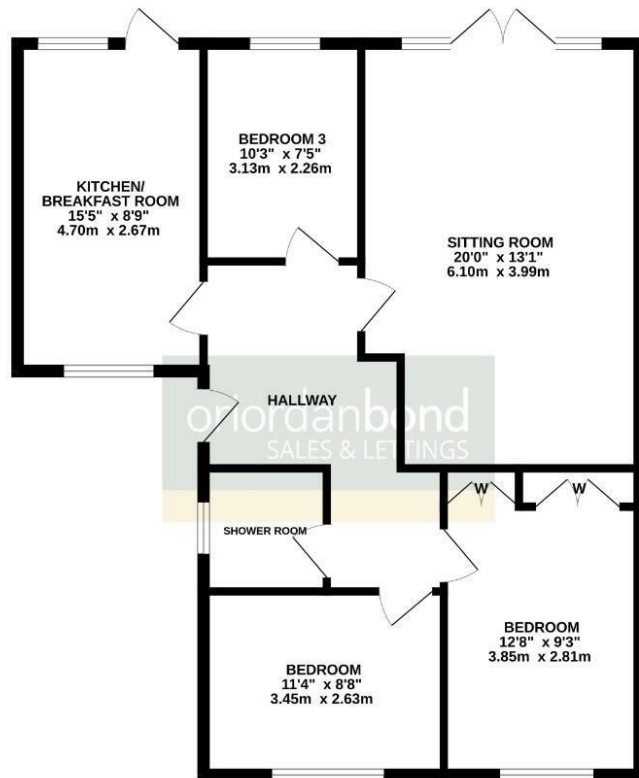 BEDROOM 3
10'3" x 7'5"
3.13m x 2.26m
KITCHEN/
BREAKFAST ROOM
15'5" x 8'9"
4.70m x 2.67m
SITTING ROOM
20'0" x 13'1"
6.10m x 3.99m
HALLWAY
oriordanbond
SALES & LETTINGS
W
W
SHOWER ROOM
BEDROOM
12'8" x 9'3"
3.85m x 2.81m
BEDROOM
11'4" x 8'8"
3.45m x 2.63m